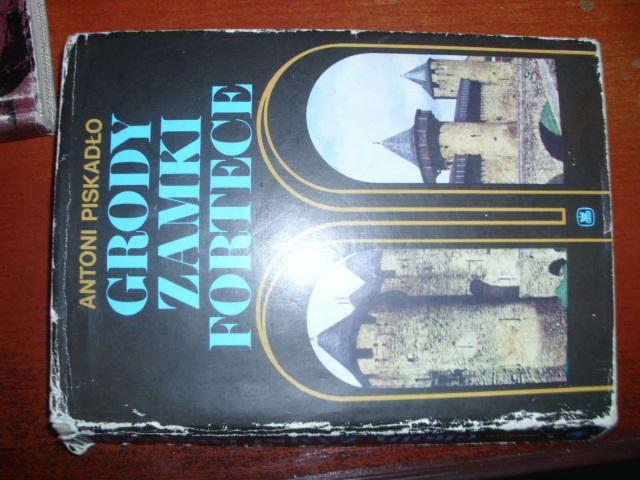 ANTONI PISKADŁO
GRODY
ZAMKI
FORTECE